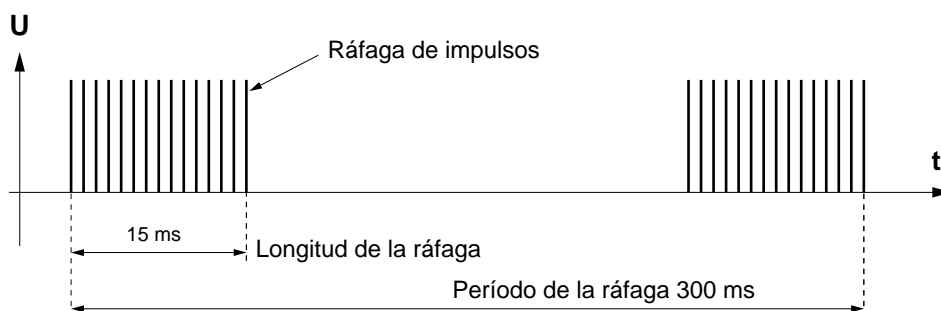 U
Ráfaga de impulsos
t
15 ms
Longitud de la ráfaga
Período de la ráfaga 300 ms